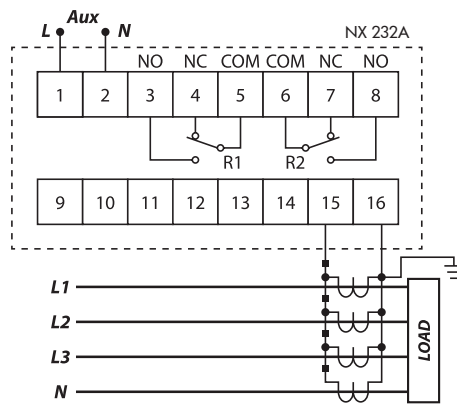 Aux
L N
NX 232A
NO NC COM COM NC NO
1 2 3 4 5 6 7 8
R1 R2
9 10 11 12 13 14 15 16
L1
L2
L3
N
LOAD